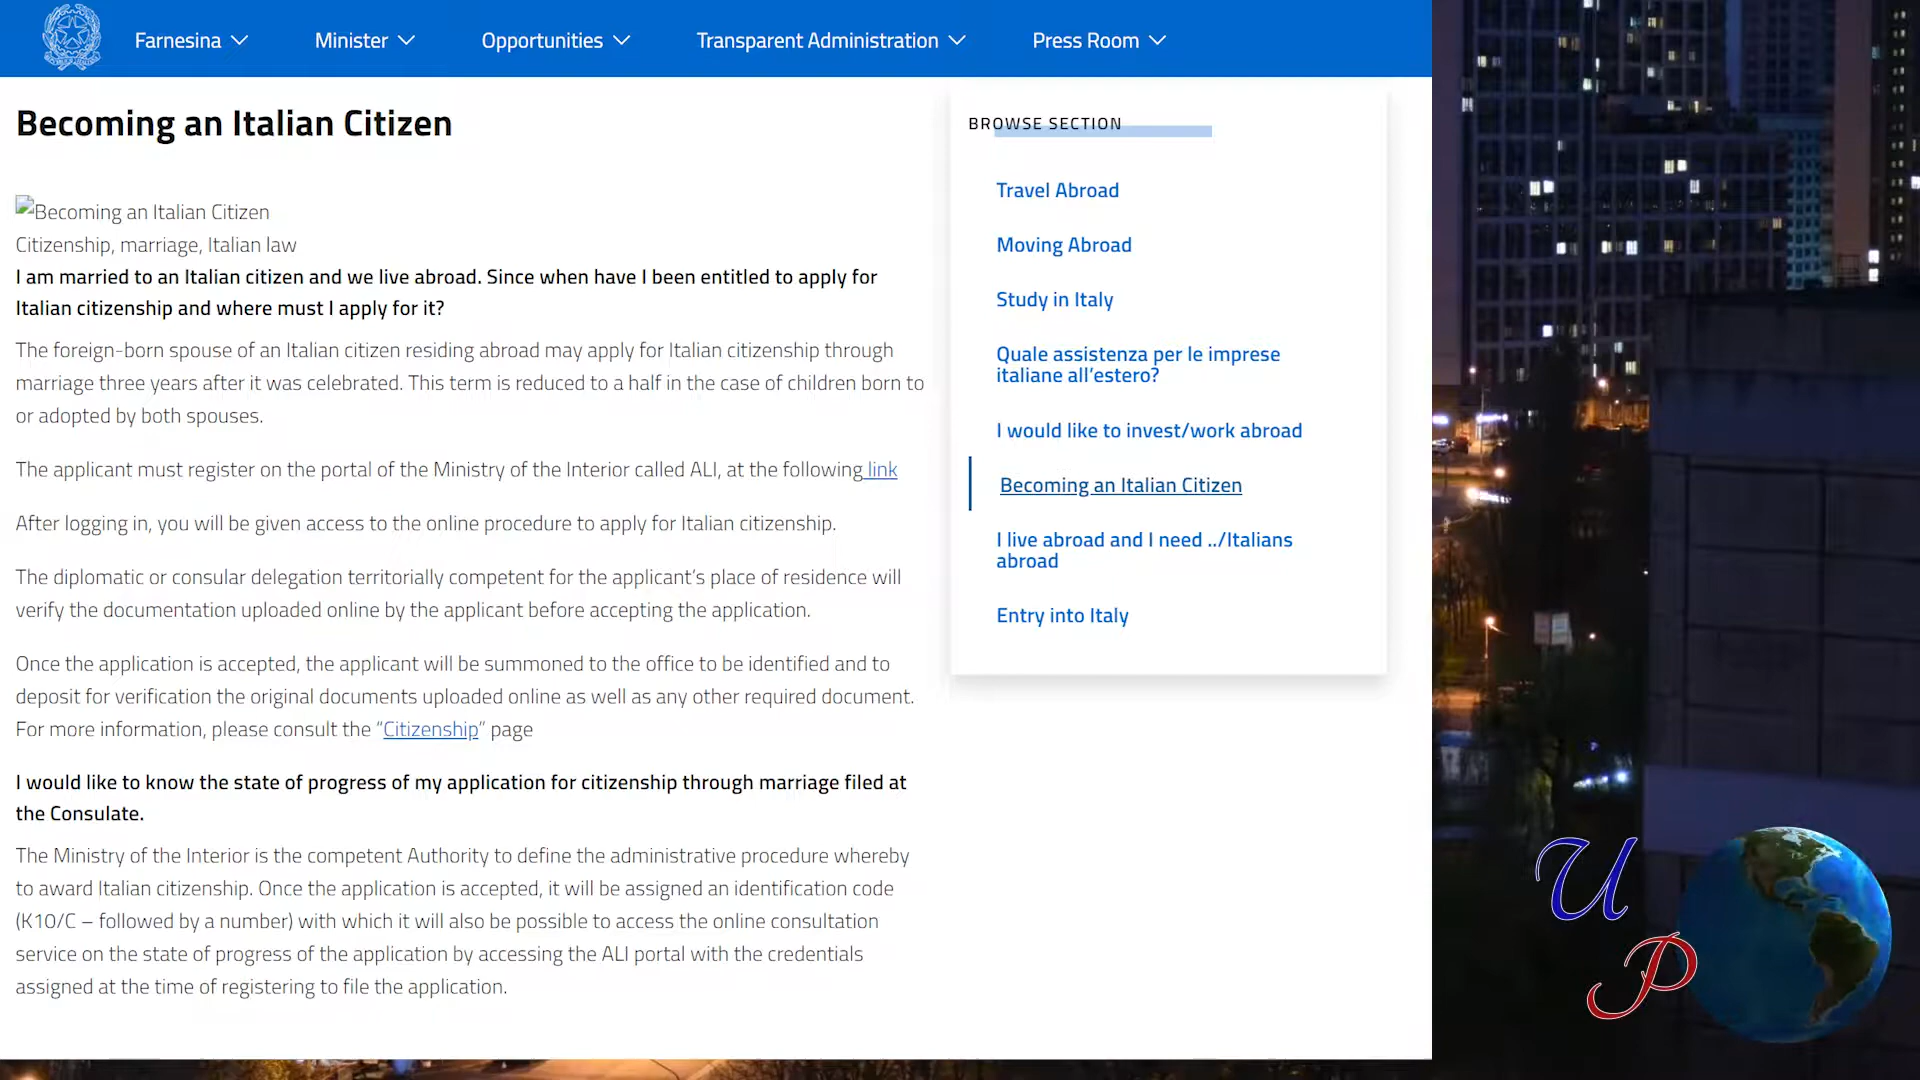 Farnesina
Minister
Opportunities
Transparent Administration
Press Room
Becoming an Italian Citizen
Becoming an Italian Citizen
Citizenship, marriage, Italian law
I am married to an Italian citizen and we live abroad. Since when have I been entitled to apply for
Italian citizenship and where must I apply for it?
The foreign-born spouse of an Italian citizen residing abroad may apply for Italian citizenship through
marriage three years after it was celebrated. This term is reduced to a half in the case of children born to
or adopted by both spouses.
The applicant must register on the portal of the Ministry of the Interior called ALI, at the following link
After logging in, you will be given access to the online procedure to apply for Italian citizenship.
The diplomatic or consular delegation territorially competent for the applicant's place of residence will
verify the documentation uploaded online by the applicant before accepting the application.
Once the application is accepted, the applicant will be summoned to the office to be identified and to
deposit for verification the original documents uploaded online as well as any other required document.
For more information, please consult the “Citizenship” page
I would like to know the state of progress of my application for citizenship through marriage filed at
the Consulate.
The Ministry of the Interior is the competent Authority to define the administrative procedure whereby
to award Italian citizenship. Once the application is accepted, it will be assigned an identification code
(K10/C – followed by a number) with which it will also be possible to access the online consultation
service on the state of progress of the application by accessing the ALI portal with the credentials
assigned at the time of registering to file the application.
BROWSE SECTION
Travel Abroad
Moving Abroad
Study in Italy
Quale assistenza per le imprese
italiane all’estero?
I would like to invest/work abroad
Becoming an Italian Citizen
I live abroad and I need ../Italians
abroad
Entry into Italy
U
P